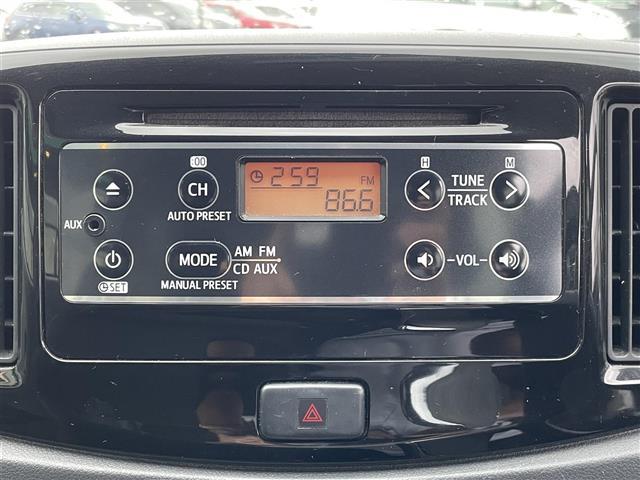 :00
H
M
CH
2:59
FM
86.6
TUNE
TRACK
AUTO PRESET
AUX
MODE
AM FM
CD AUX
-VOL-
SET
MANUAL PRESET